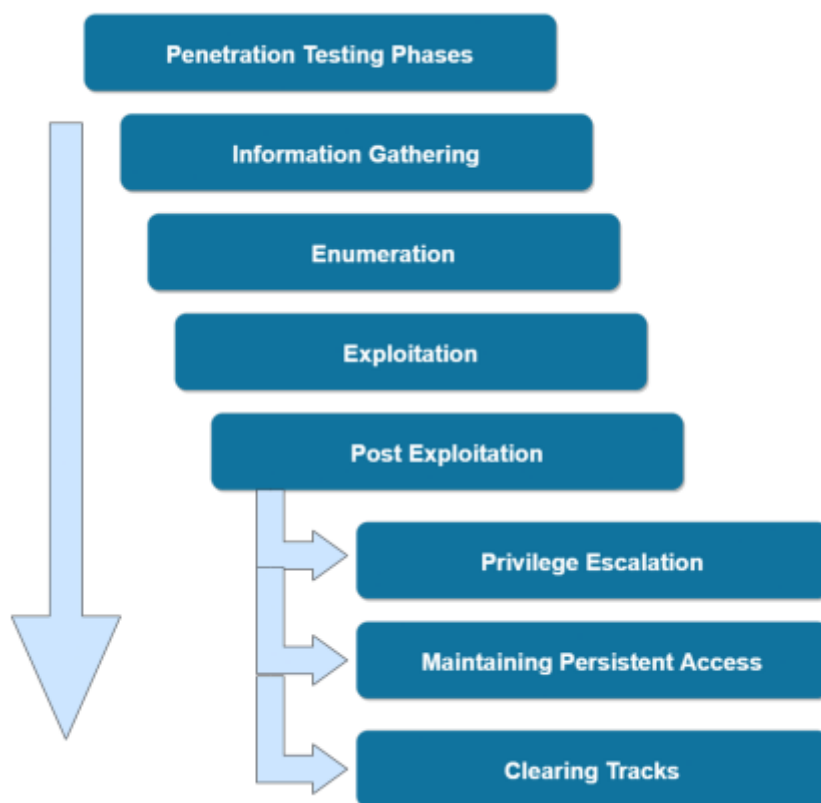 Penetration Testing Phases
Information Gathering
Enumeration
Exploitation
Post Exploitation
Privilege Escalation
Maintaining Persistent Access
Clearing Tracks